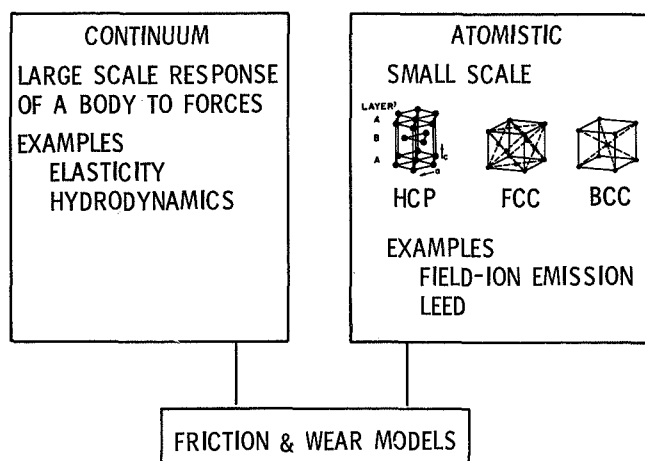 CONTINUUM
LARGE SCALE RESPONSE
OF A BODY TO FORCES
EXAMPLES
ELASTICITY
HYDRODYNAMICS
ATOMISTIC
SMALL SCALE
LAYER
A
B
A
c
a
HCP FCC BCC
EXAMPLES
FIELD-ION EMISSION
LEED
FRICTION & WEAR MODELS